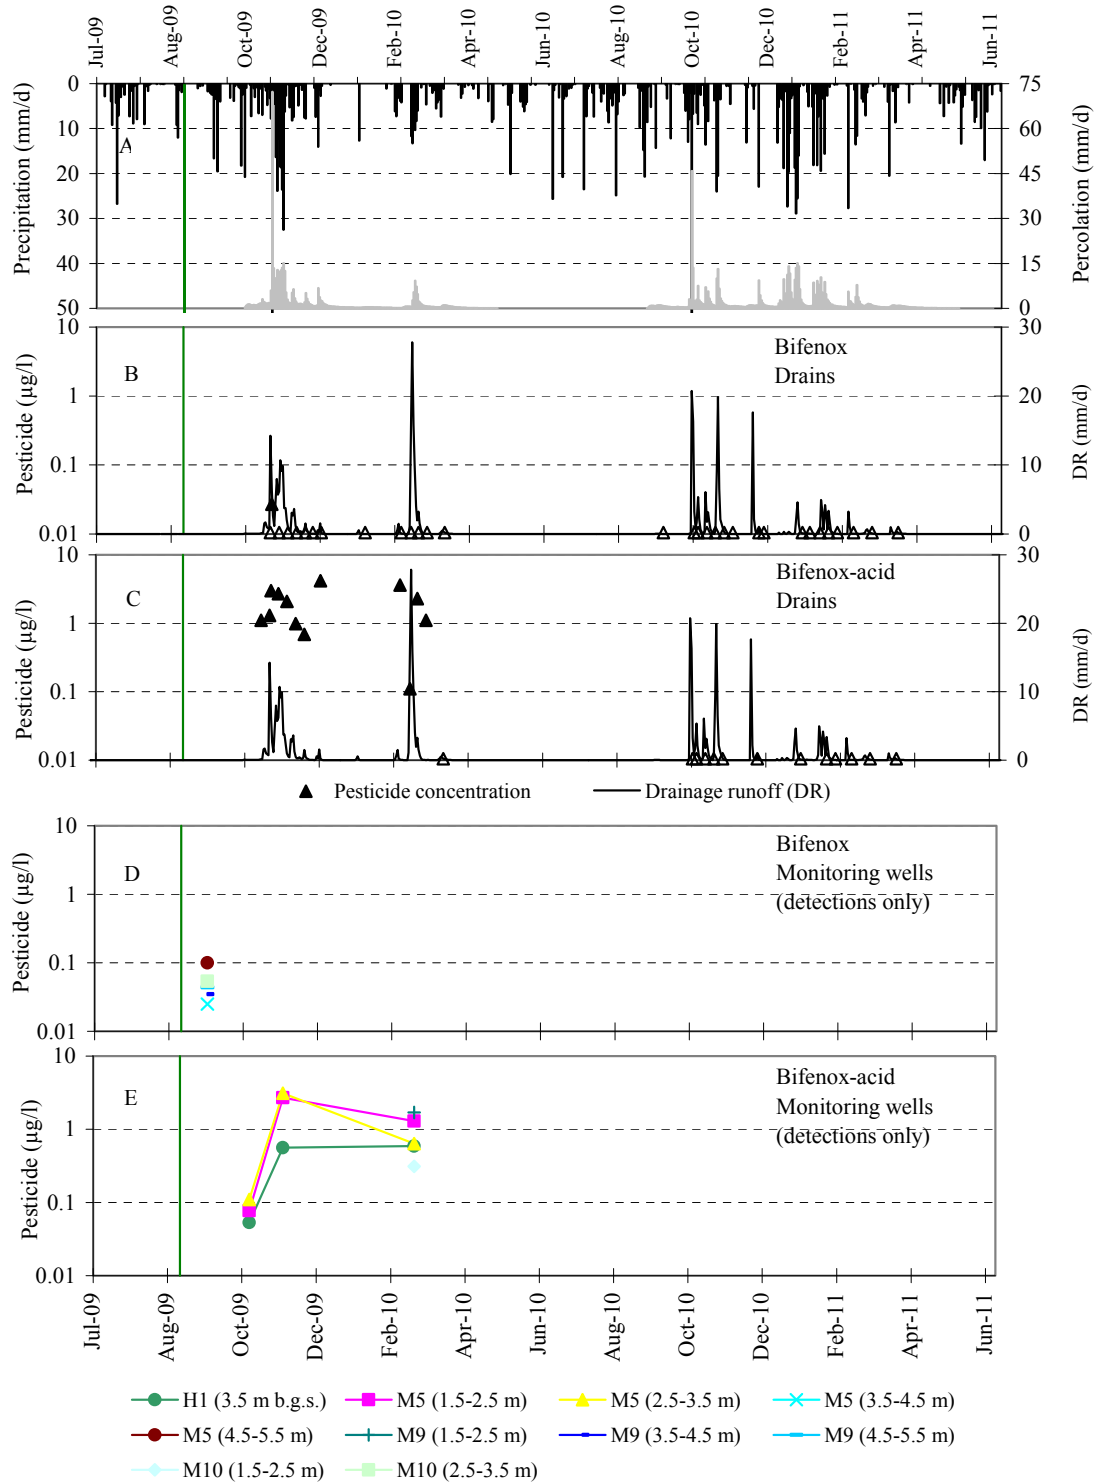 Jul-09 Aug-09 Oct-09 Dec-09 Feb-10 Apr-10 Jun-10 Aug-10 Oct-10 Dec-10 Feb-11 Apr-11 Jun-11
Precipitation (mm/d)
0
10
20
30
40
50
A
75
60
45
30
15
0
Percolation (mm/d)
Pesticide (µg/l)
10
1
0.1
0.01
B
Bifenox
Drains
30
20
10
0
DR (mm/d)
Pesticide (µg/l)
10
1
0.1
0.01
C
Bifenox-acid
Drains
30
20
10
0
DR (mm/d)
Pesticide concentration
Drainage runoff (DR)
Pesticide (µg/l)
10
1
0.1
0.01
D
Bifenox
Monitoring wells
(detections only)
Pesticide (µg/l)
10
1
0.1
0.01
E
Bifenox-acid
Monitoring wells
(detections only)
Jul-09 Aug-09 Oct-09 Dec-09 Feb-10 Apr-10 Jun-10 Aug-10 Oct-10 Dec-10 Feb-11 Apr-11 Jun-11
H1 (3.5 m b.g.s.) M5 (1.5-2.5 m) M5 (2.5-3.5 m) M5 (3.5-4.5 m)
M5 (4.5-5.5 m) M9 (1.5-2.5 m) M9 (3.5-4.5 m) M9 (4.5-5.5 m)
M10 (1.5-2.5 m) M10 (2.5-3.5 m)